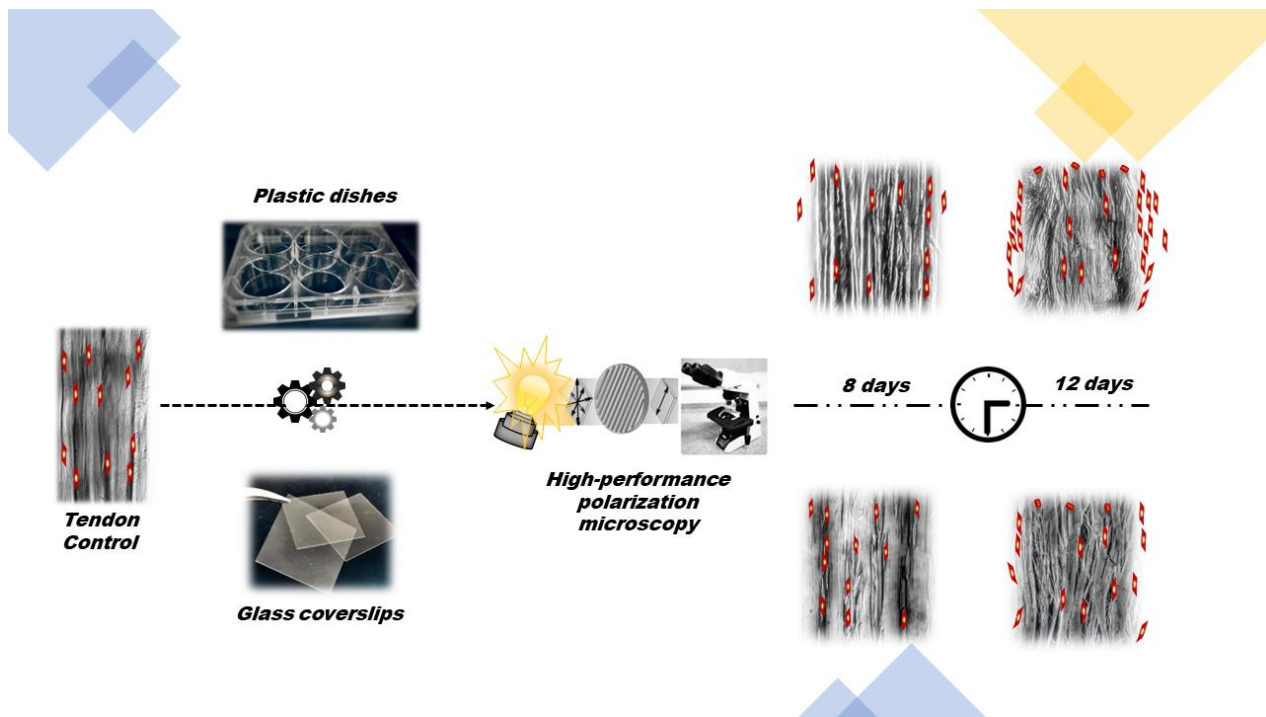 Plastic dishes
Tendon
Control
Glass coverslips
High-performance
polarization
microscopy
8 days
12 days